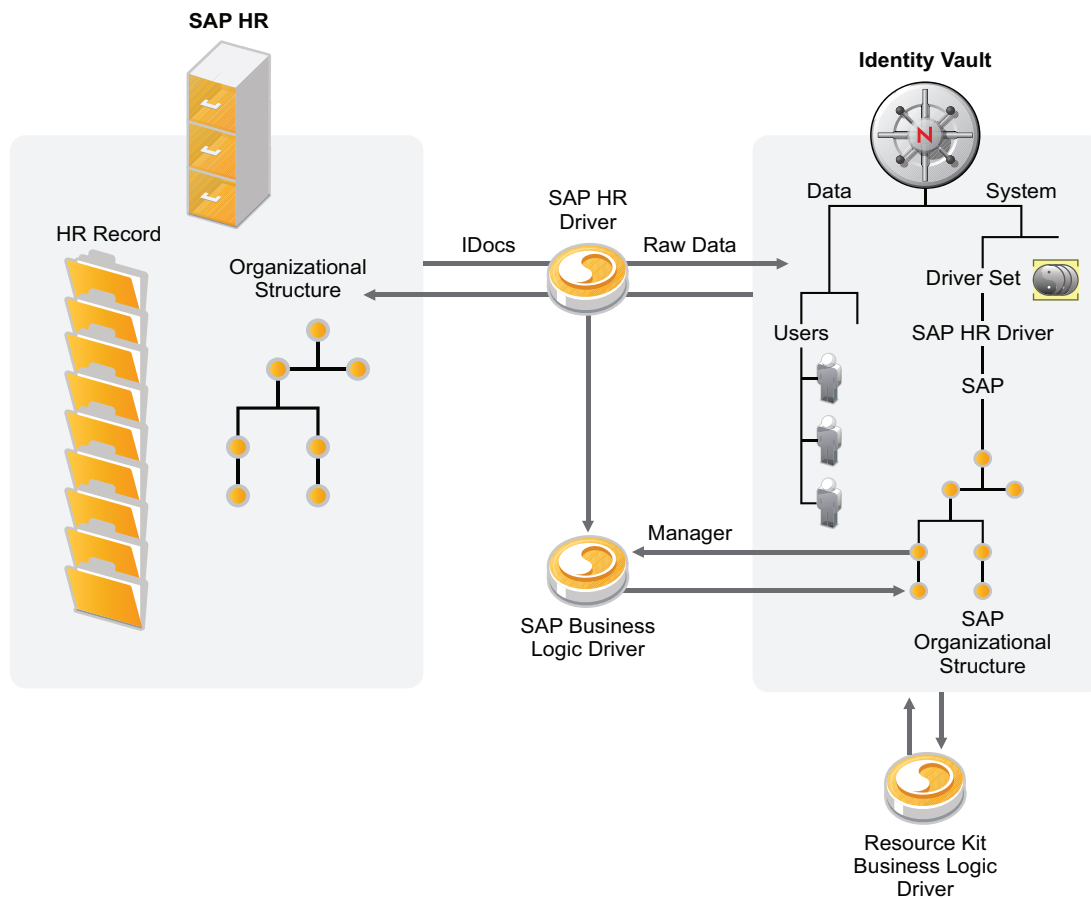 SAP HR
Identity Vault
N
Data
System
SAP HR
Driver
HR Record
IDocs
Raw Data
Organizational
Structure
Driver Set
Users
SAP HR Driver
SAP
Manager
SAP Business
Logic Driver
SAP
Organizational
Structure
Resource Kit
Business Logic
Driver